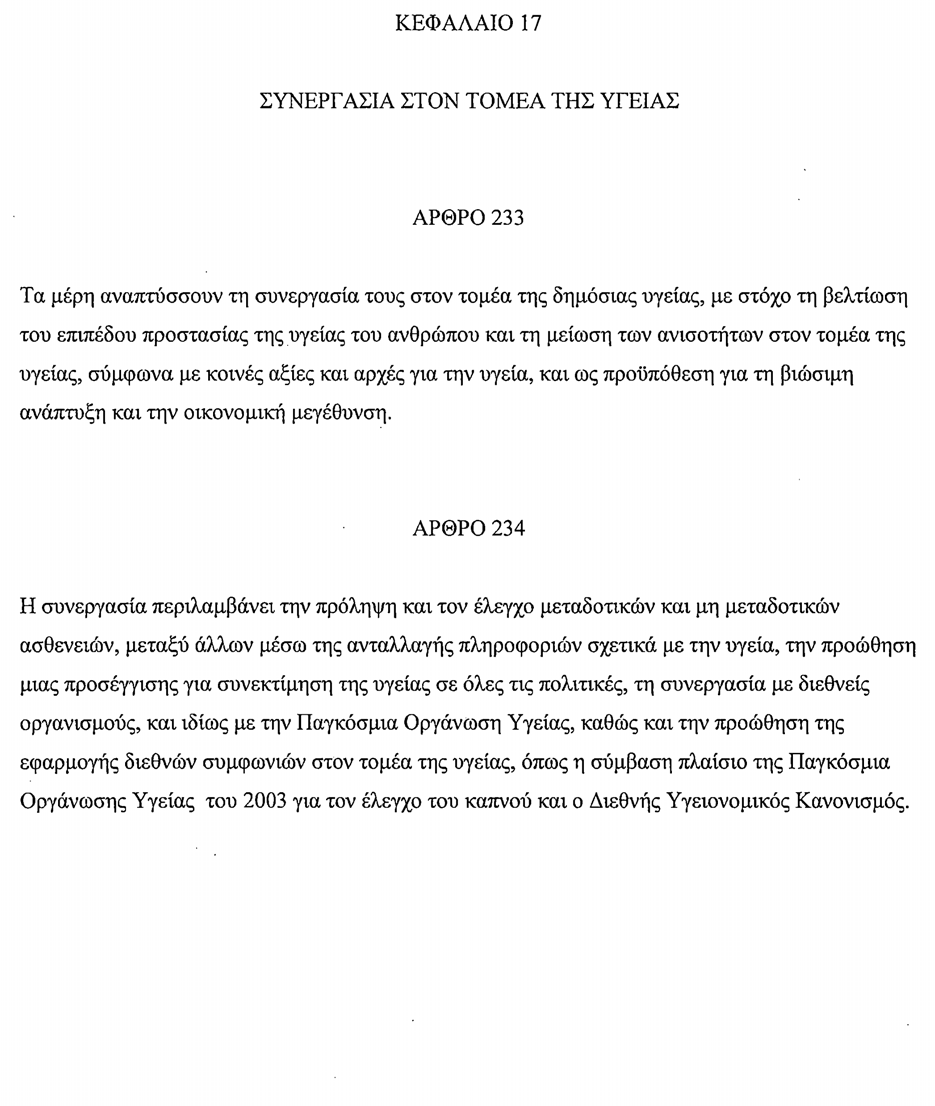 ΚΕΦΑΛΑΙΟ 17
ΣΥΝΕΡΓΑΣΙΑ ΣΤΟΝ ΤΟΜΕΑ ΤΗΣ ΥΓΕΙΑΣ
ΑΡΘΡΟ 233
Τα μέρη αναπτύσσουν τη συνεργασία τους στον τομέα της δημόσιας υγείας, με στόχο τη βελτίωση
του επιπέδου προστασίας της υγείας του ανθρώπου και τη μείωση των ανισοτήτων στον τομέα της
υγείας, σύμφωνα με κοινές αξίες και αρχές για την υγεία, και ως προϋπόθεση για τη βιώσιμη
ανάπτυξη και την οικονομική μεγέθυνση.
ΑΡΘΡΟ 234
Η συνεργασία περιλαμβάνει την πρόληψη και τον έλεγχο μεταδοτικών και μη μεταδοτικών
ασθενειών, μεταξύ άλλων μέσω της ανταλλαγής πληροφοριών σχετικά με την υγεία, την προώθηση
μιας προσέγγισης για συνεκτίμηση της υγείας σε όλες τις πολιτικές, τη συνεργασία με διεθνείς
οργανισμούς, και ιδίως με την Παγκόσμια Οργάνωση Υγείας, καθώς και την προώθηση της
εφαρμογής διεθνών συμφωνιών στον τομέα της υγείας, όπως η σύμβαση πλαίσιο της Παγκόσμια
Οργάνωσης Υγείας του 2003 για τον έλεγχο του καπνού και ο Διεθνής Υγειονομικός Κανονισμός.